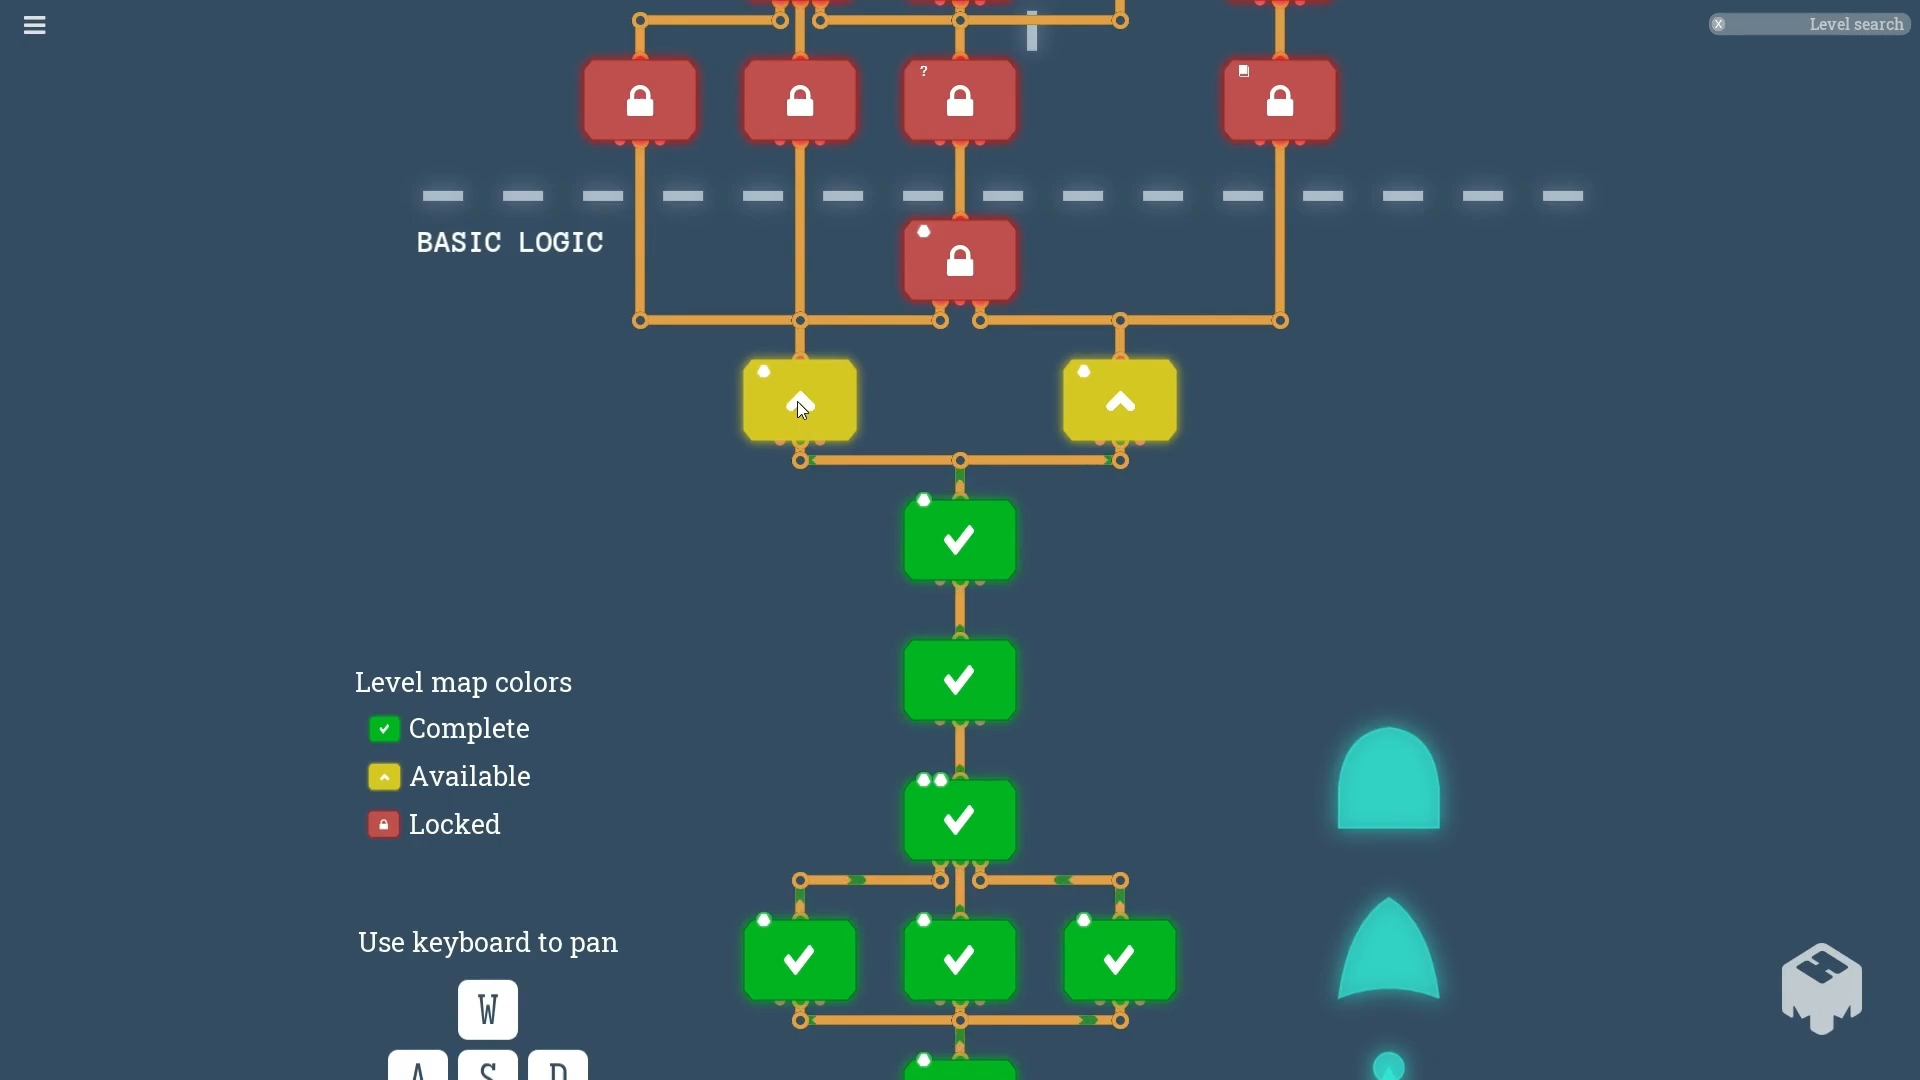 Level search
X
?
BASIC LOGIC
Level map colors
Complete
Available
Locked
Use keyboard to pan
W
A S D